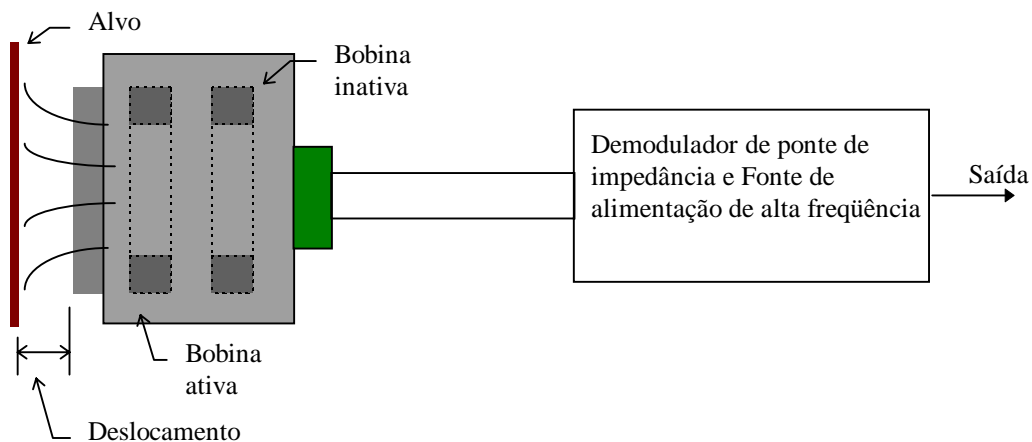 Alvo
Bobina
inativa
Demodulador de ponte de
impedância e Fonte de
alimentação de alta freqüência
Saída
Bobina
ativa
Deslocamento